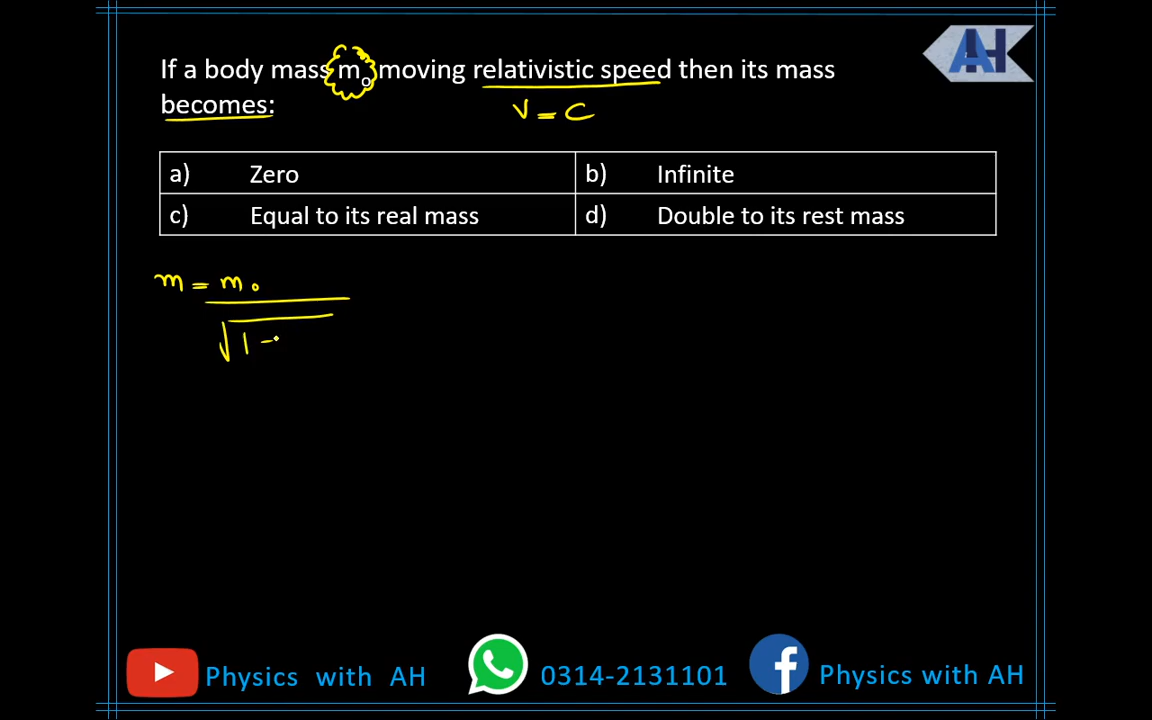 AH
If a body mass m₀ moving relativistic speed then its mass
becomes:
v = c
a) Zero b) Infinite
c) Equal to its real mass d) Double to its rest mass
m = m₀
√1 -
Physics with AH 0314-2131101 Physics with AH